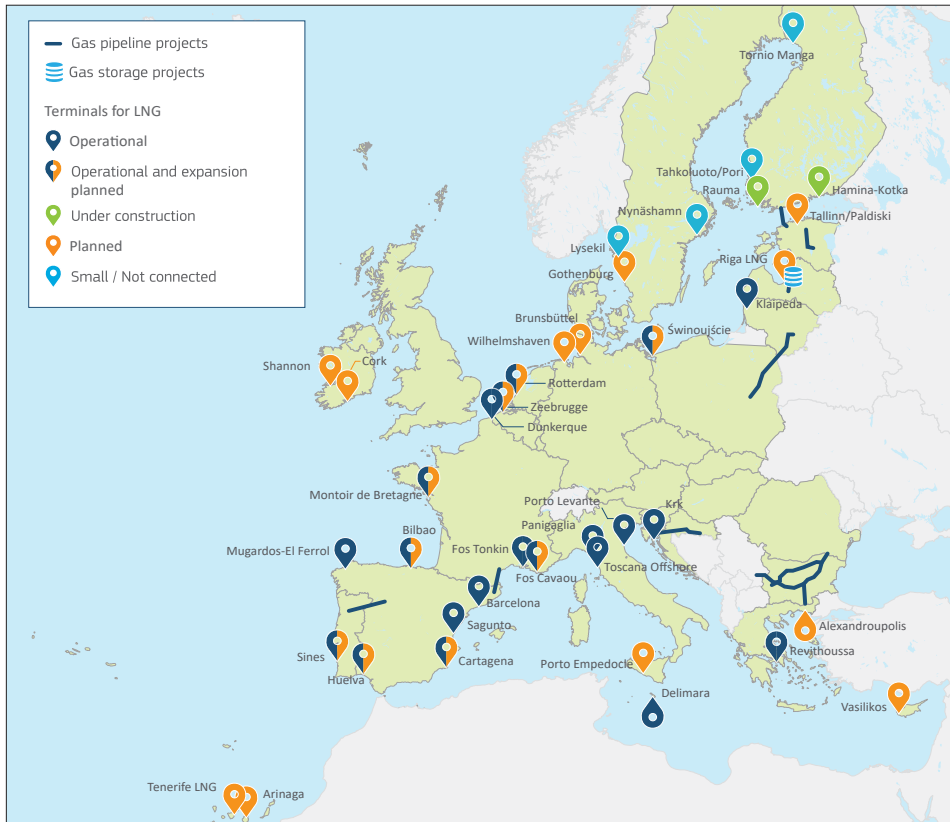 Gas pipeline projects
Gas storage projects
Terminals for LNG
Operational
Operational and expansion
planned
Under construction
Planned
Small / Not connected
Tornio Manga
Tahkoluoto/Pori
Rauma
Hamina-Kotka
Nynäshamn
Tallinn/Paldiski
Lysekil
Riga LNG
Gothenburg
Klaipėda
Brunsbüttel
Świnoujście
Wilhelmshaven
Shannon
Cork
Rotterdam
Zeebrugge
Dunkerque
Montoir de Bretagne
Porto Levante
Krk
Panigaglia
Bilbao
Mugardos-El Ferrol
Fos Tonkin
Fos Cavaou
Toscana Offshore
Barcelona
Sagunto
Alexandroupolis
Revithoussa
Sines
Huelva
Cartagena
Porto Empedocle
Delimara
Vasilikos
Tenerife LNG
Arinaga